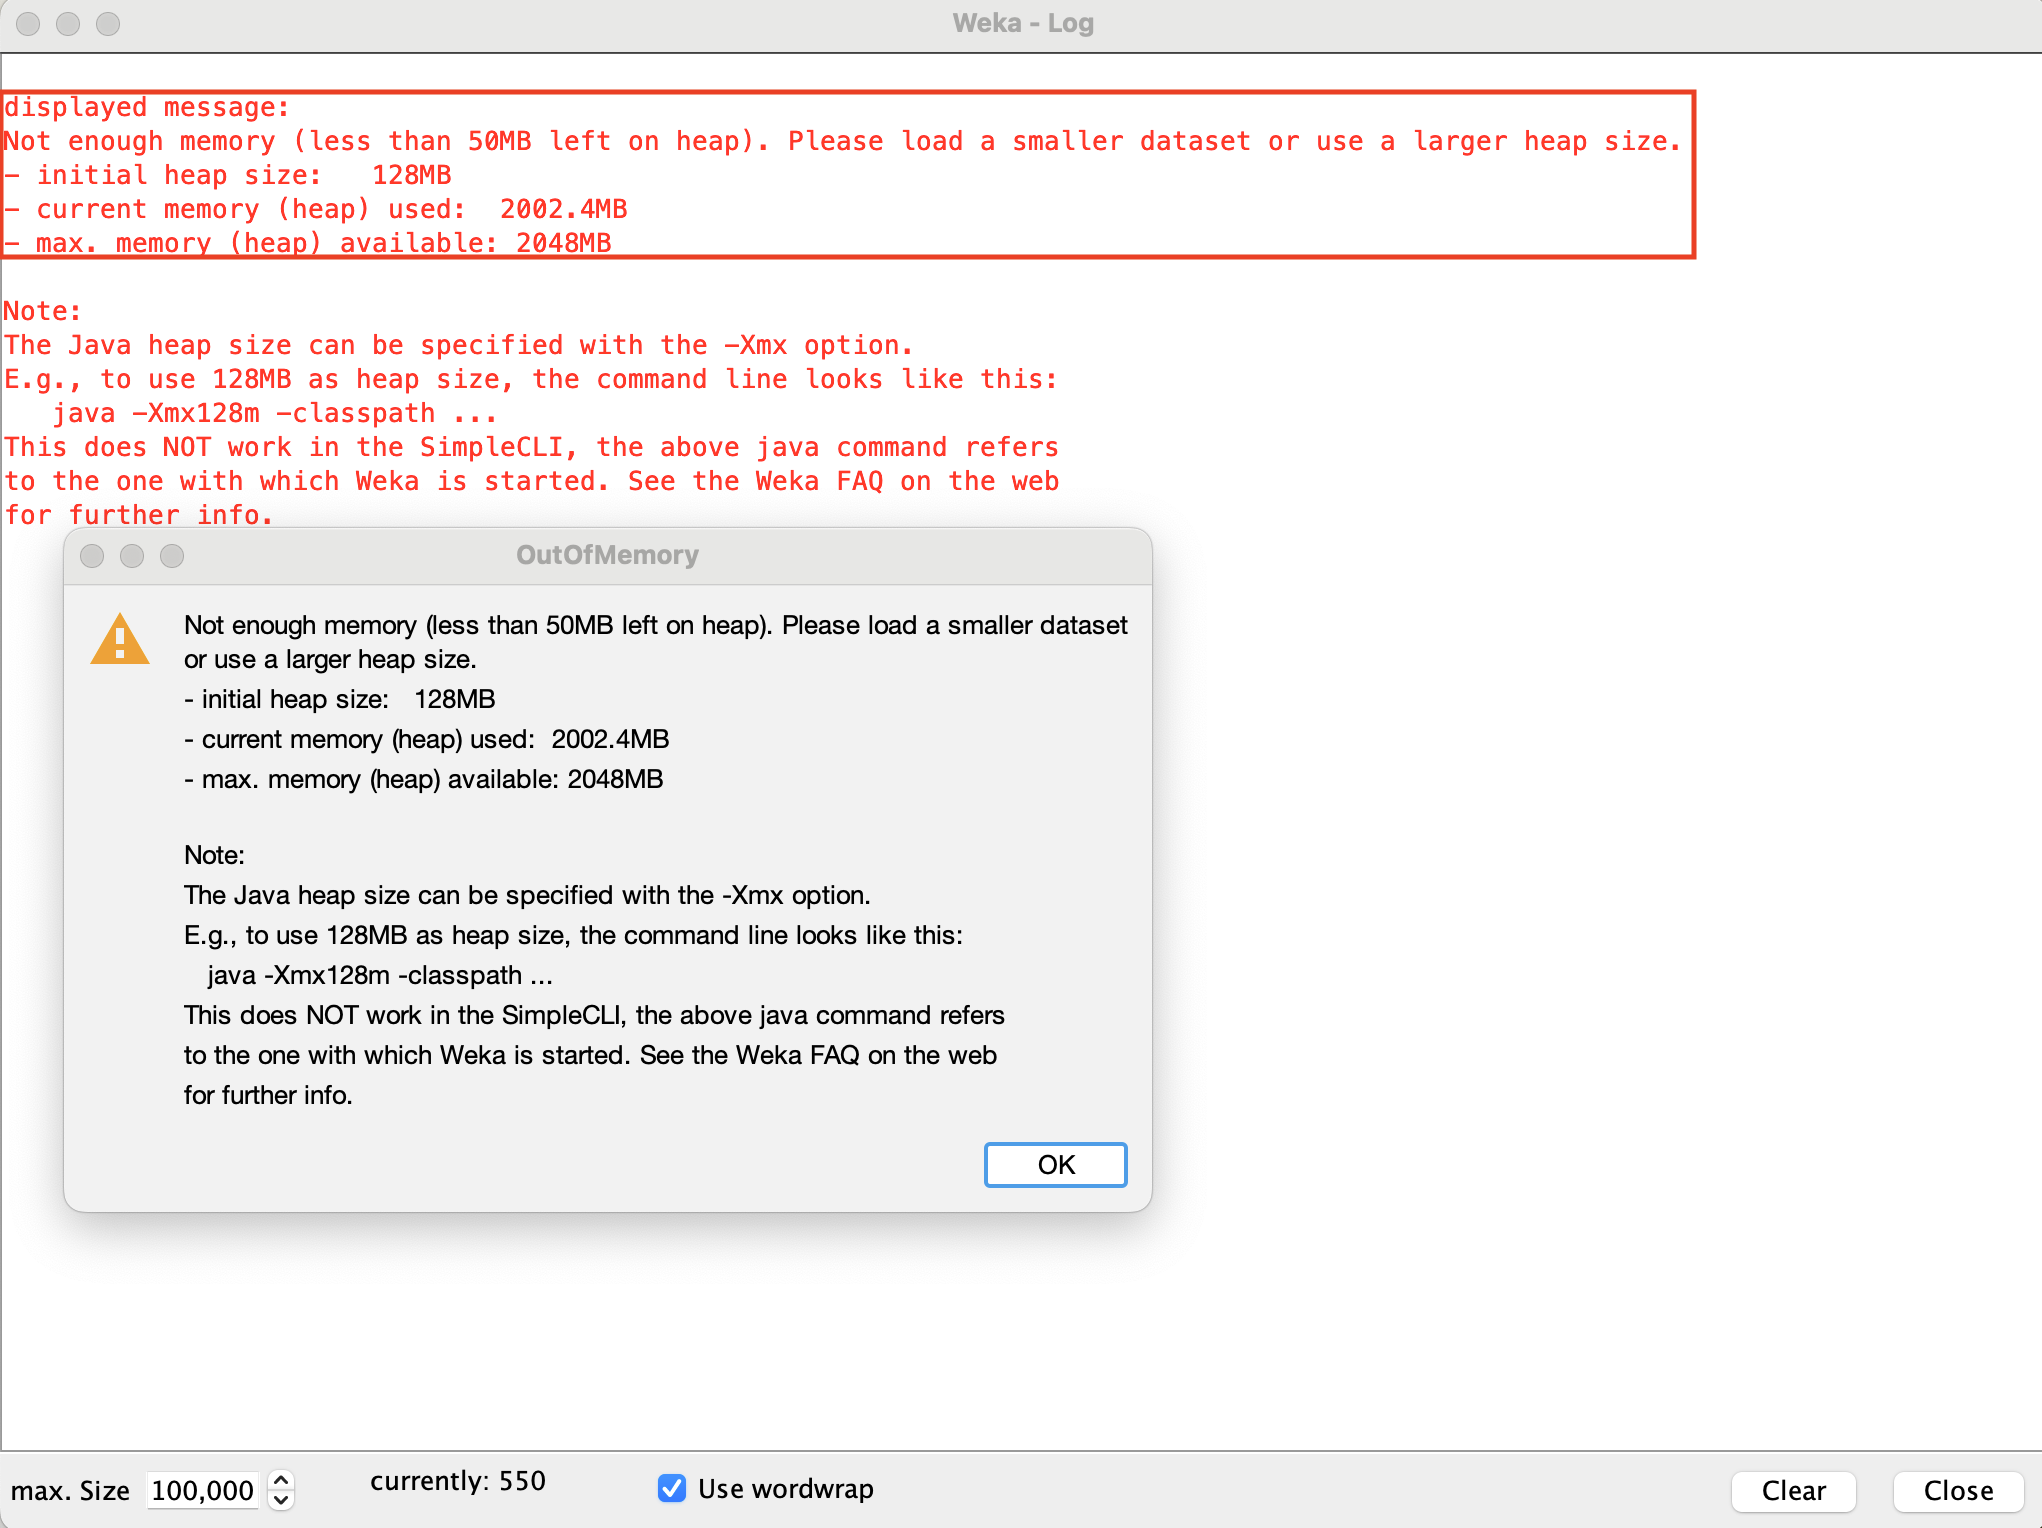 Weka - Log
displayed message:
Not enough memory (less than 50MB left on heap). Please load a smaller dataset or use a larger heap size.
- initial heap size:   128MB
- current memory (heap) used:  2002.4MB
- max. memory (heap) available: 2048MB
Note:
The Java heap size can be specified with the -Xmx option.
E.g., to use 128MB as heap size, the command line looks like this:
   java -Xmx128m -classpath ...
This does NOT work in the SimpleCLI, the above java command refers
to the one with which Weka is started. See the Weka FAQ on the web
for further info.
OutOfMemory
Not enough memory (less than 50MB left on heap). Please load a smaller dataset
or use a larger heap size.
- initial heap size:   128MB
- current memory (heap) used:  2002.4MB
- max. memory (heap) available: 2048MB
Note:
The Java heap size can be specified with the -Xmx option.
E.g., to use 128MB as heap size, the command line looks like this:
   java -Xmx128m -classpath ...
This does NOT work in the SimpleCLI, the above java command refers
to the one with which Weka is started. See the Weka FAQ on the web
for further info.
OK
max. Size 100,000 currently: 550 Use wordwrap Clear Close